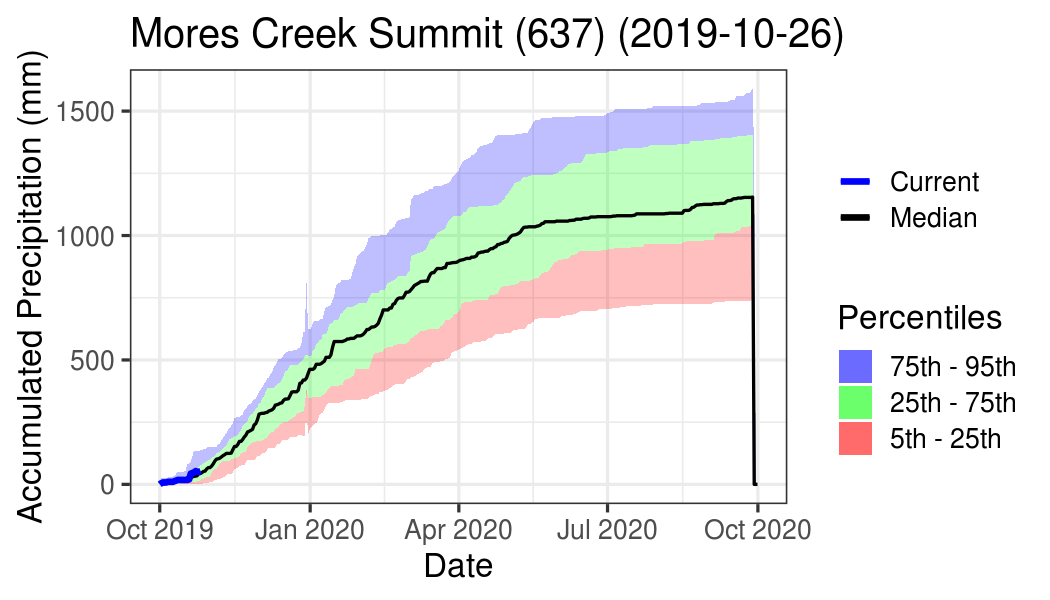 Mores Creek Summit (637) (2019-10-26)
Accumulated Precipitation (mm)
1500
1000
500
0
Oct 2019
Jan 2020
Apr 2020
Jul 2020
Oct 2020
Date
Current
Median
Percentiles
75th - 95th
25th - 75th
5th - 25th